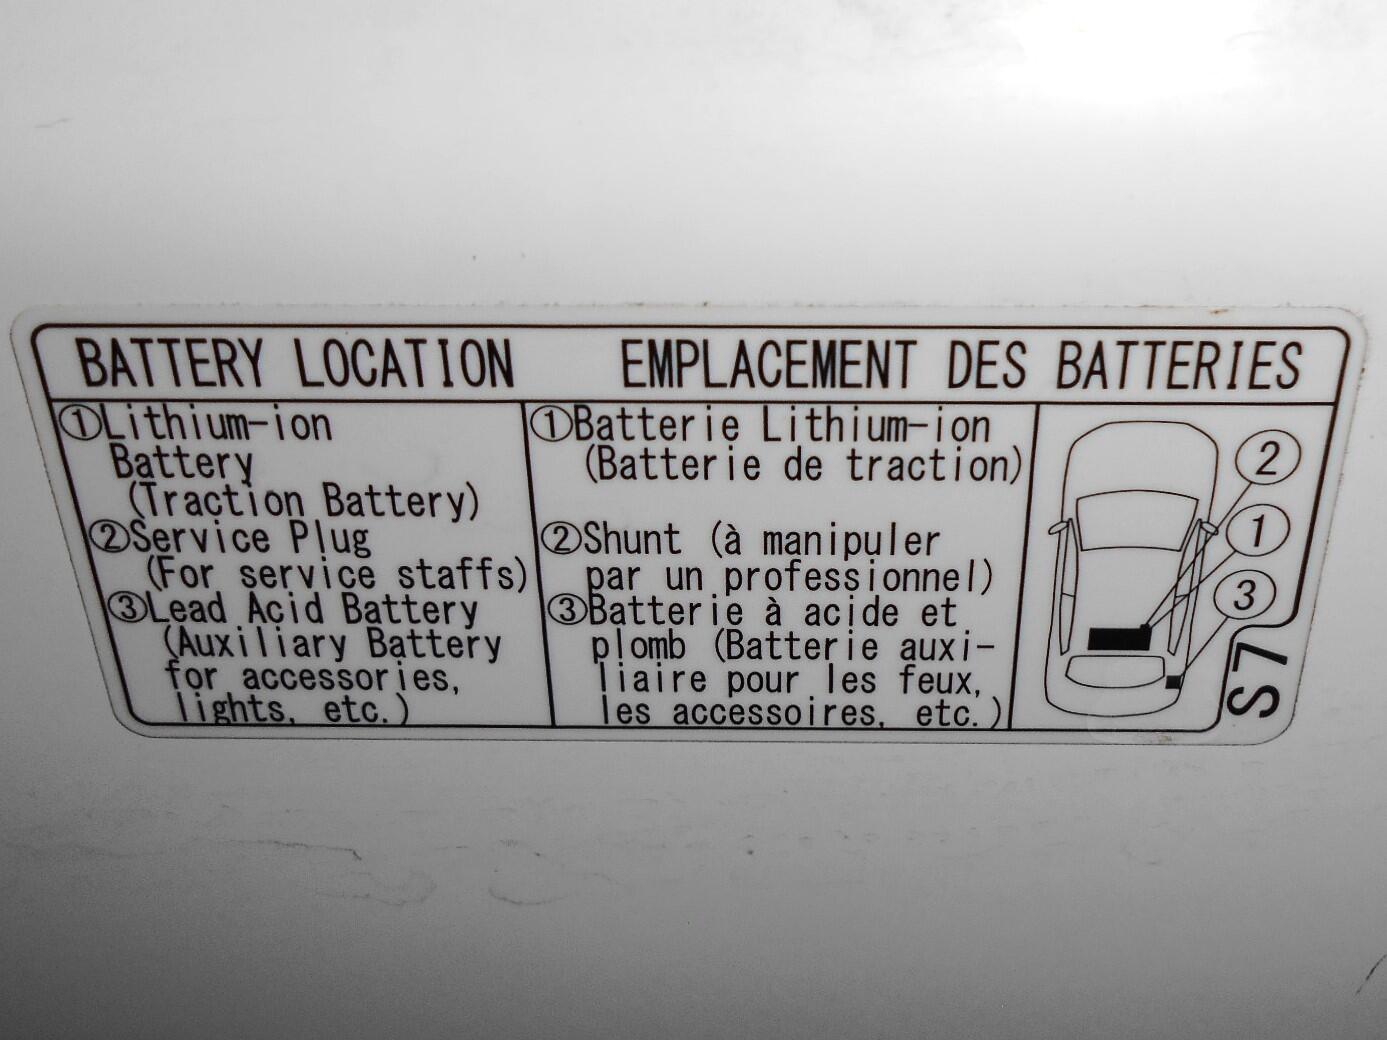 BATTERY LOCATION
EMPLACEMENT DES BATTERIES
①Lithium-ion
Battery
(Traction Battery)
②Service Plug
(For service staffs)
③Lead Acid Battery
(Auxiliary Battery
for accessories,
lights, etc.)
①Batterie Lithium-ion
(Batterie de traction)
②Shunt (à manipuler
par un professionnel)
③Batterie à acide et
plomb (Batterie auxi-
liaire pour les feux,
les accessoires, etc.)
②
①
③
S7